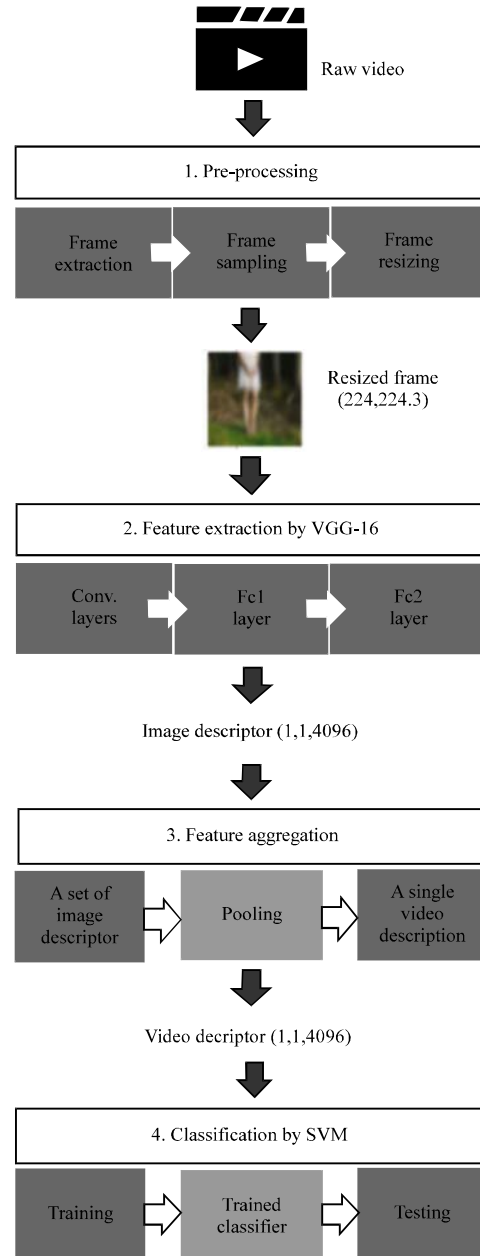 Raw video
1. Pre-processing
Frame
extraction
Frame
sampling
Frame
resizing
Resized frame
(224,224.3)
2. Feature extraction by VGG-16
Conv.
layers
Fc1
layer
Fc2
layer
Image descriptor (1,1,4096)
3. Feature aggregation
A set of
image
descriptor
Pooling
A single
video
description
Video decriptor (1,1,4096)
4. Classification by SVM
Training
Trained
classifier
Testing